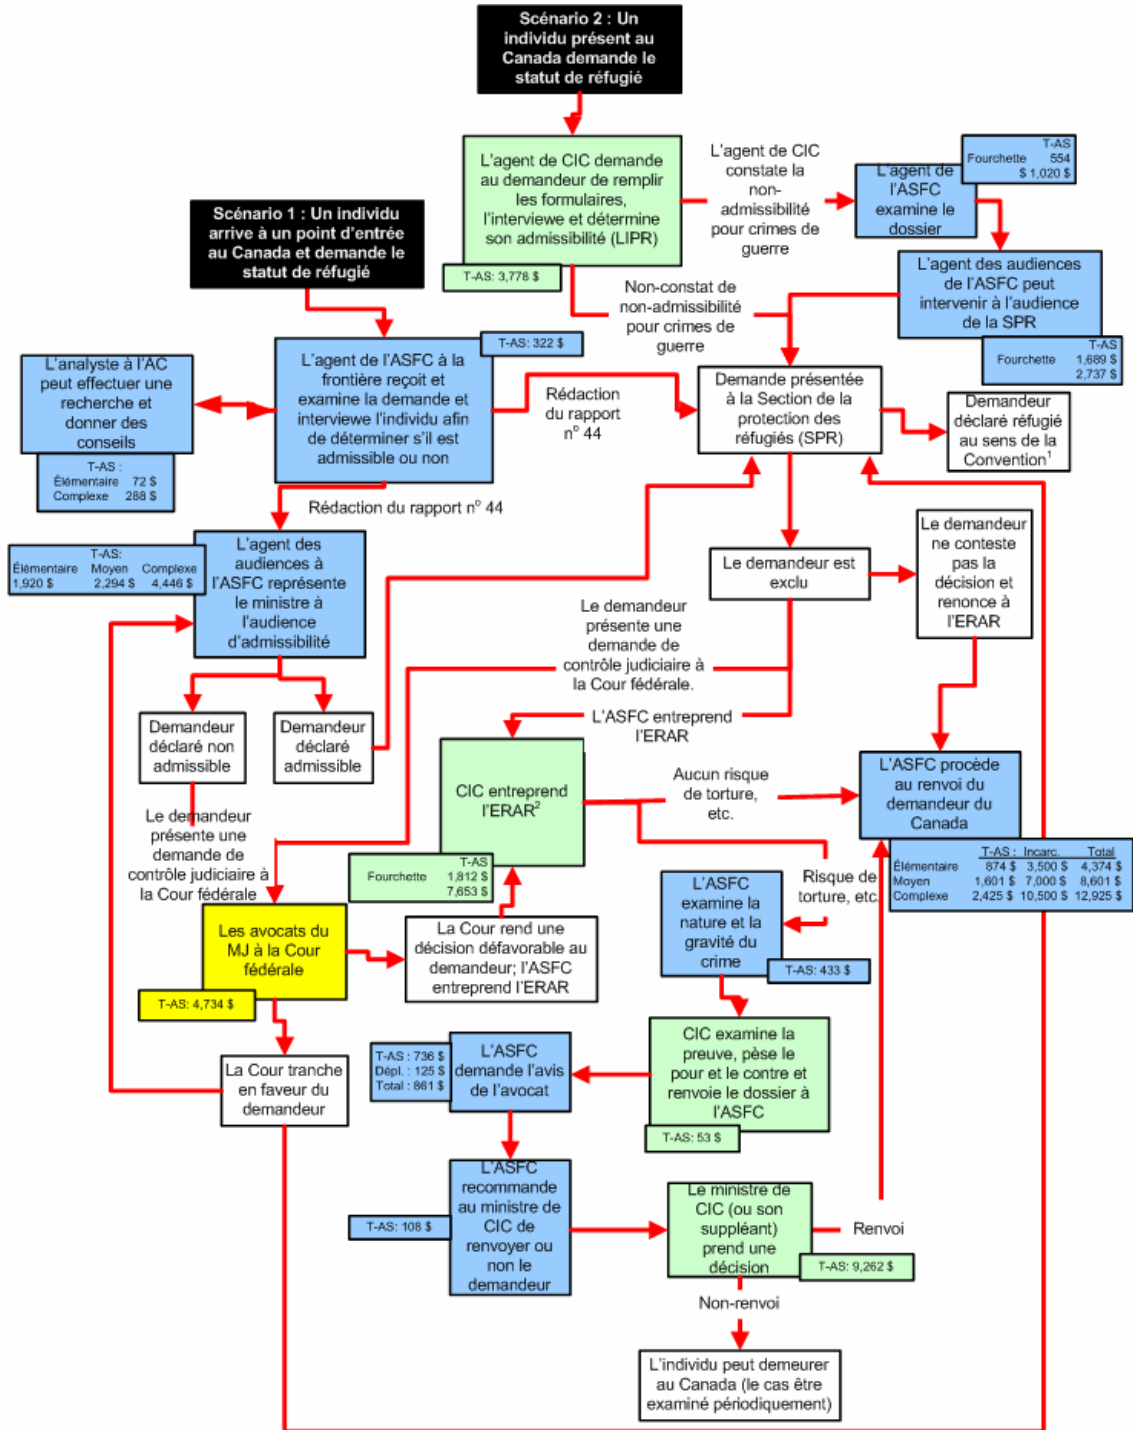 Scénario 2 : Un
individu présent au
Canada demande le
statut de réfugié
L'agent de CIC demande
au demandeur de remplir
les formulaires,
l'interviewe et détermine
son admissibilité (LIPR)
T-AS: 3,778 $
L'agent de CIC
constate la
non-
admissibilité
pour crimes de
guerre
T-AS
Fourchette 554
$ 1,020 $
L'agent de
l'ASFC
examine le
dossier
L'agent des audiences
de l'ASFC peut
intervenir à l'audience
de la SPR
T-AS
Fourchette 1,689 $
2,737 $
Scénario 1 : Un individu
arrive à un point d'entrée
au Canada et demande le
statut de réfugié
Non-constat de
non-admissibilité
pour crimes de
guerre
T-AS: 322 $
L'analyste à l'AC
peut effectuer une
recherche et
donner des
conseils
T-AS :
Élémentaire 72 $
Complexe 288 $
L'agent de l'ASFC à la
frontière reçoit et
examine la demande et
interviewe l'individu afin
de déterminer s'il est
admissible ou non
Rédaction
du rapport
n° 44
Demande présentée
à la Section de la
protection des
réfugiés (SPR)
Demandeur
déclaré réfugié
au sens de la
Convention¹
Rédaction du rapport n° 44
T-AS:
Élémentaire Moyen Complexe
1,920 $ 2,294 $ 4,446 $
L'agent des
audiences à
l'ASFC représente
le ministre à
l'audience
d'admissibilité
Le demandeur est
exclu
Le demandeur
ne conteste
pas la
décision et
renonce à
l'ERAR
Le demandeur
présente une
demande de
contrôle judiciaire à
la Cour fédérale.
L'ASFC entreprend
l'ERAR
Demandeur
déclaré non
admissible
Demandeur
déclaré
admissible
Le demandeur
présente une
demande de
contrôle judiciaire à
la Cour fédérale
CIC entreprend
l'ERAR²
T-AS
Fourchette 1,812 $
7,653 $
Aucun risque
de torture,
etc.
L'ASFC procède
au renvoi du
demandeur du
Canada
T-AS : Incarc. Total
Élémentaire 874 $ 3,500 $ 4,374 $
Moyen 1,601 $ 7,000 $ 8,601 $
Complexe 2,425 $ 10,500 $ 12,925 $
Risque de
torture, etc.
L'ASFC
examine la
nature et la
gravité du
crime
T-AS: 433 $
Les avocats du
MJ à la Cour
fédérale
T-AS: 4,734 $
La Cour rend une
décision défavorable au
demandeur; l'ASFC
entreprend l'ERAR
CIC examine la
preuve, pèse le
pour et le contre et
renvoie le dossier à
l'ASFC
T-AS: 53 $
T-AS : 736 $
Dépl. : 125 $
Total : 861 $
L'ASFC
demande l'avis
de l'avocat
La Cour tranche
en faveur du
demandeur
L'ASFC
recommande
au ministre de
CIC de
renvoyer ou
non le
demandeur
T-AS: 108 $
Le ministre de
CIC (ou son
suppléant)
prend une
décision
T-AS: 9,262 $
Renvoi
Non-renvoi
L'individu peut demeurer
au Canada (le cas être
examiné périodiquement)